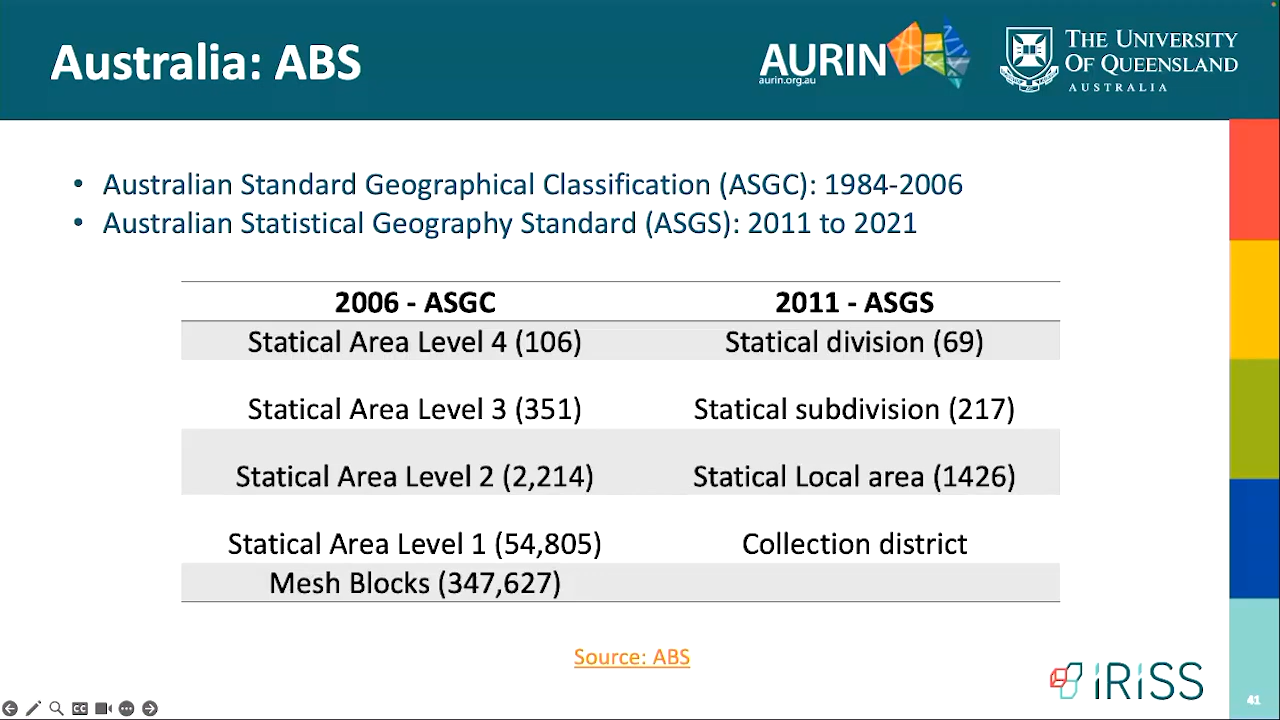 Australia: ABS
AURIN
aurin.org.au
THE UNIVERSITY
OF QUEENSLAND
AUSTRALIA
• Australian Standard Geographical Classification (ASGC): 1984-2006
• Australian Statistical Geography Standard (ASGS): 2011 to 2021
2006 - ASGC 2011 - ASGS
Statical Area Level 4 (106) Statical division (69)
Statical Area Level 3 (351) Statical subdivision (217)
Statical Area Level 2 (2,214) Statical Local area (1426)
Statical Area Level 1 (54,805) Collection district
Mesh Blocks (347,627)
Source: ABS
iRiSS
41
CC